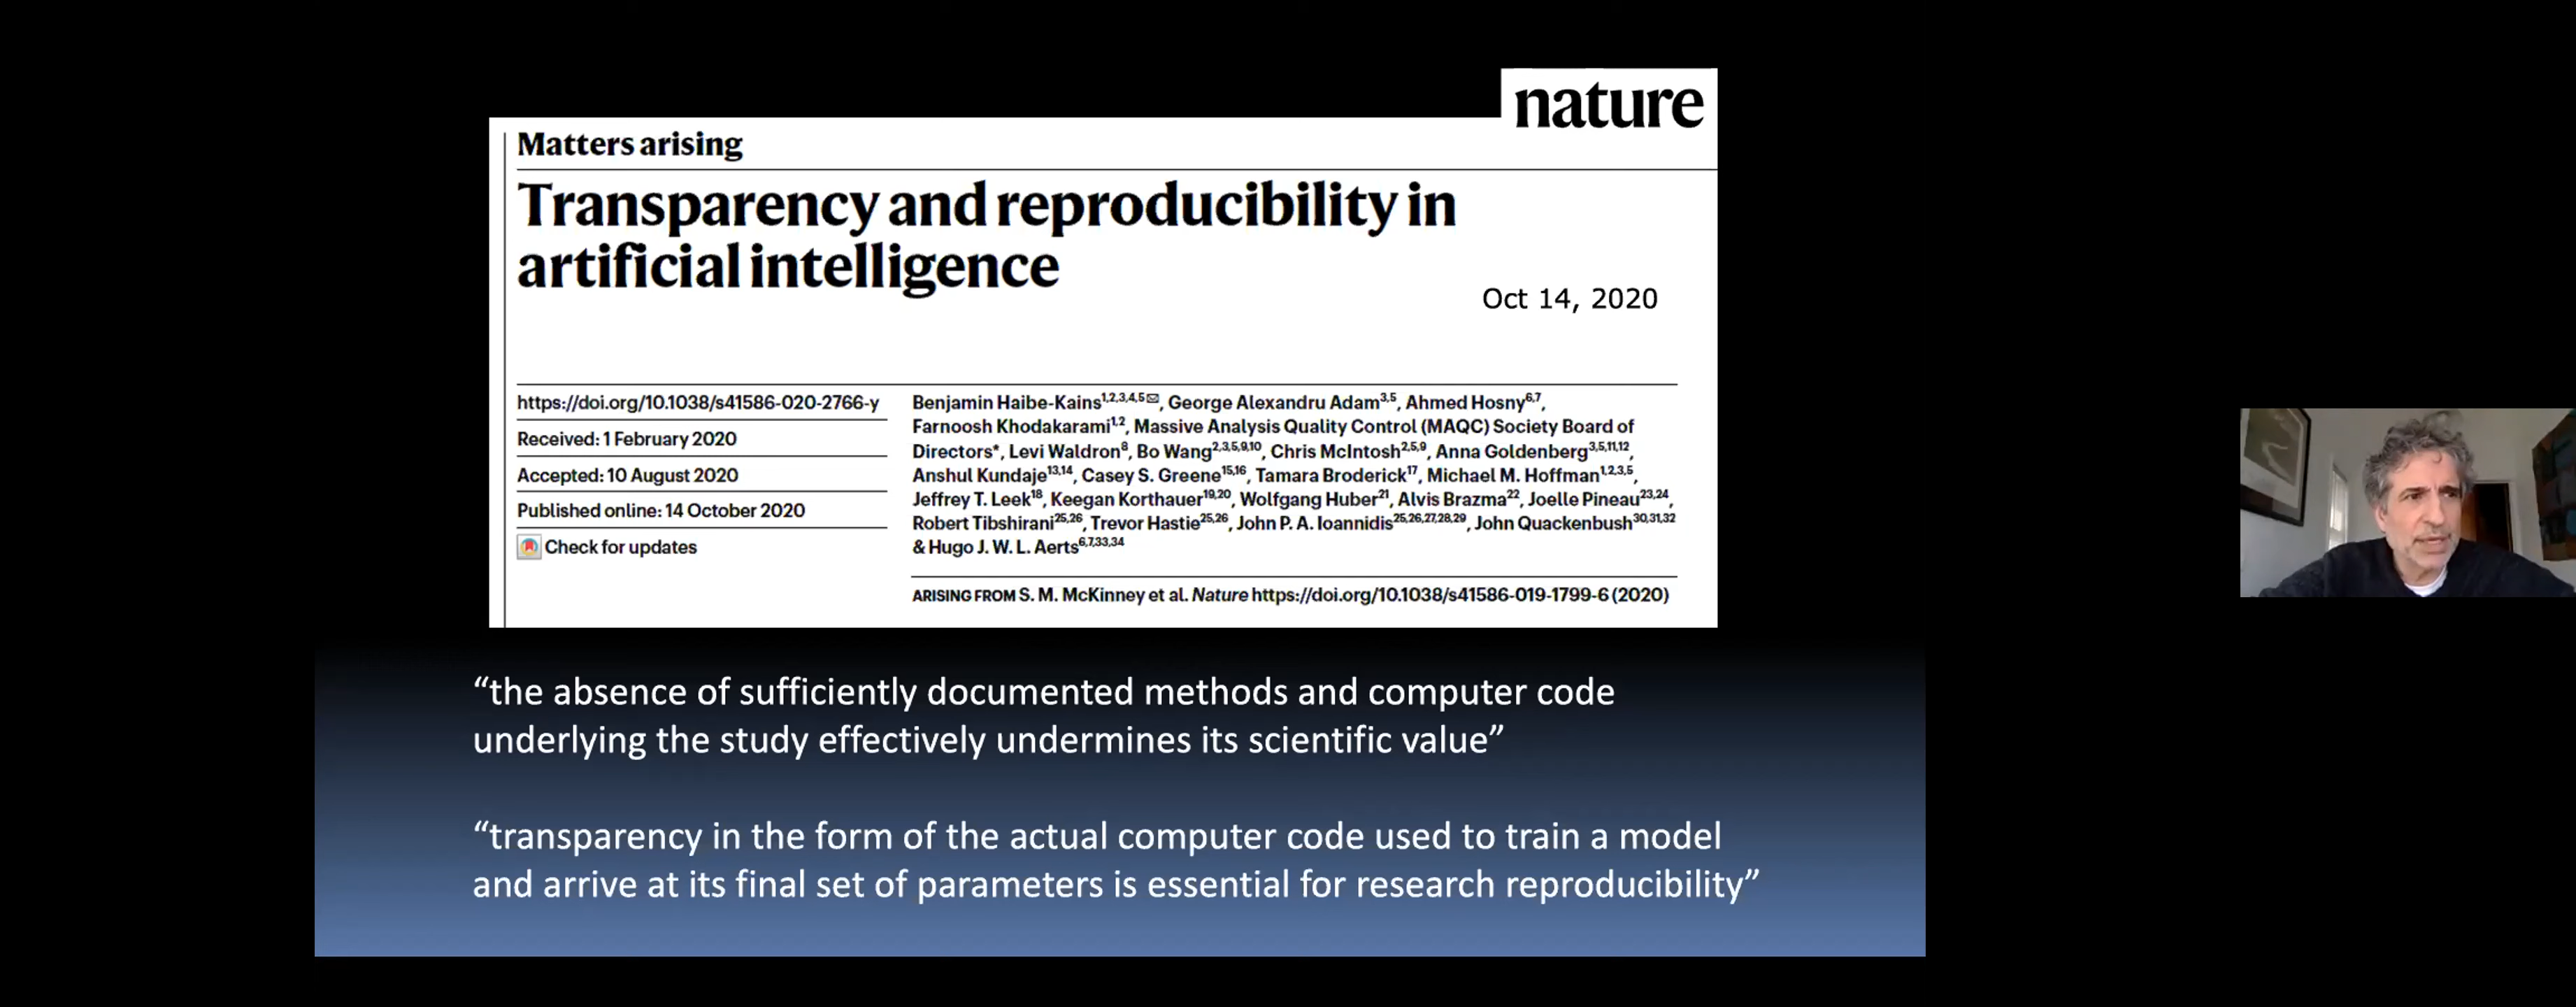 nature
Matters arising
Transparency and reproducibility in
artificial intelligence
Oct 14, 2020
https://doi.org/10.1038/s41586-020-2766-y
Received: 1 February 2020
Accepted: 10 August 2020
Published online: 14 October 2020
Check for updates
Benjamin Haibe-Kains1,2,3,4,5✉, George Alexandru Adam3,5, Ahmed Hosny6,7,
Farnoosh Khodakarami1,2, Massive Analysis Quality Control (MAQC) Society Board of
Directors*, Levi Waldron8, Bo Wang2,3,5,9,10, Chris McIntosh2,5,9, Anna Goldenberg3,5,11,12,
Anshul Kundaje13,14, Casey S. Greene15,16, Tamara Broderick17, Michael M. Hoffman1,2,3,5,
Jeffrey T. Leek18, Keegan Korthauer19,20, Wolfgang Huber21, Alvis Brazma22, Joelle Pineau23,24,
Robert Tibshirani25,26, Trevor Hastie25,26, John P. A. Ioannidis25,26,27,28,29, John Quackenbush30,31,32
& Hugo J. W. L. Aerts6,7,33,34
ARISING FROM S. M. McKinney et al. Nature https://doi.org/10.1038/s41586-019-1799-6 (2020)
“the absence of sufficiently documented methods and computer code
underlying the study effectively undermines its scientific value”
“transparency in the form of the actual computer code used to train a model
and arrive at its final set of parameters is essential for research reproducibility”